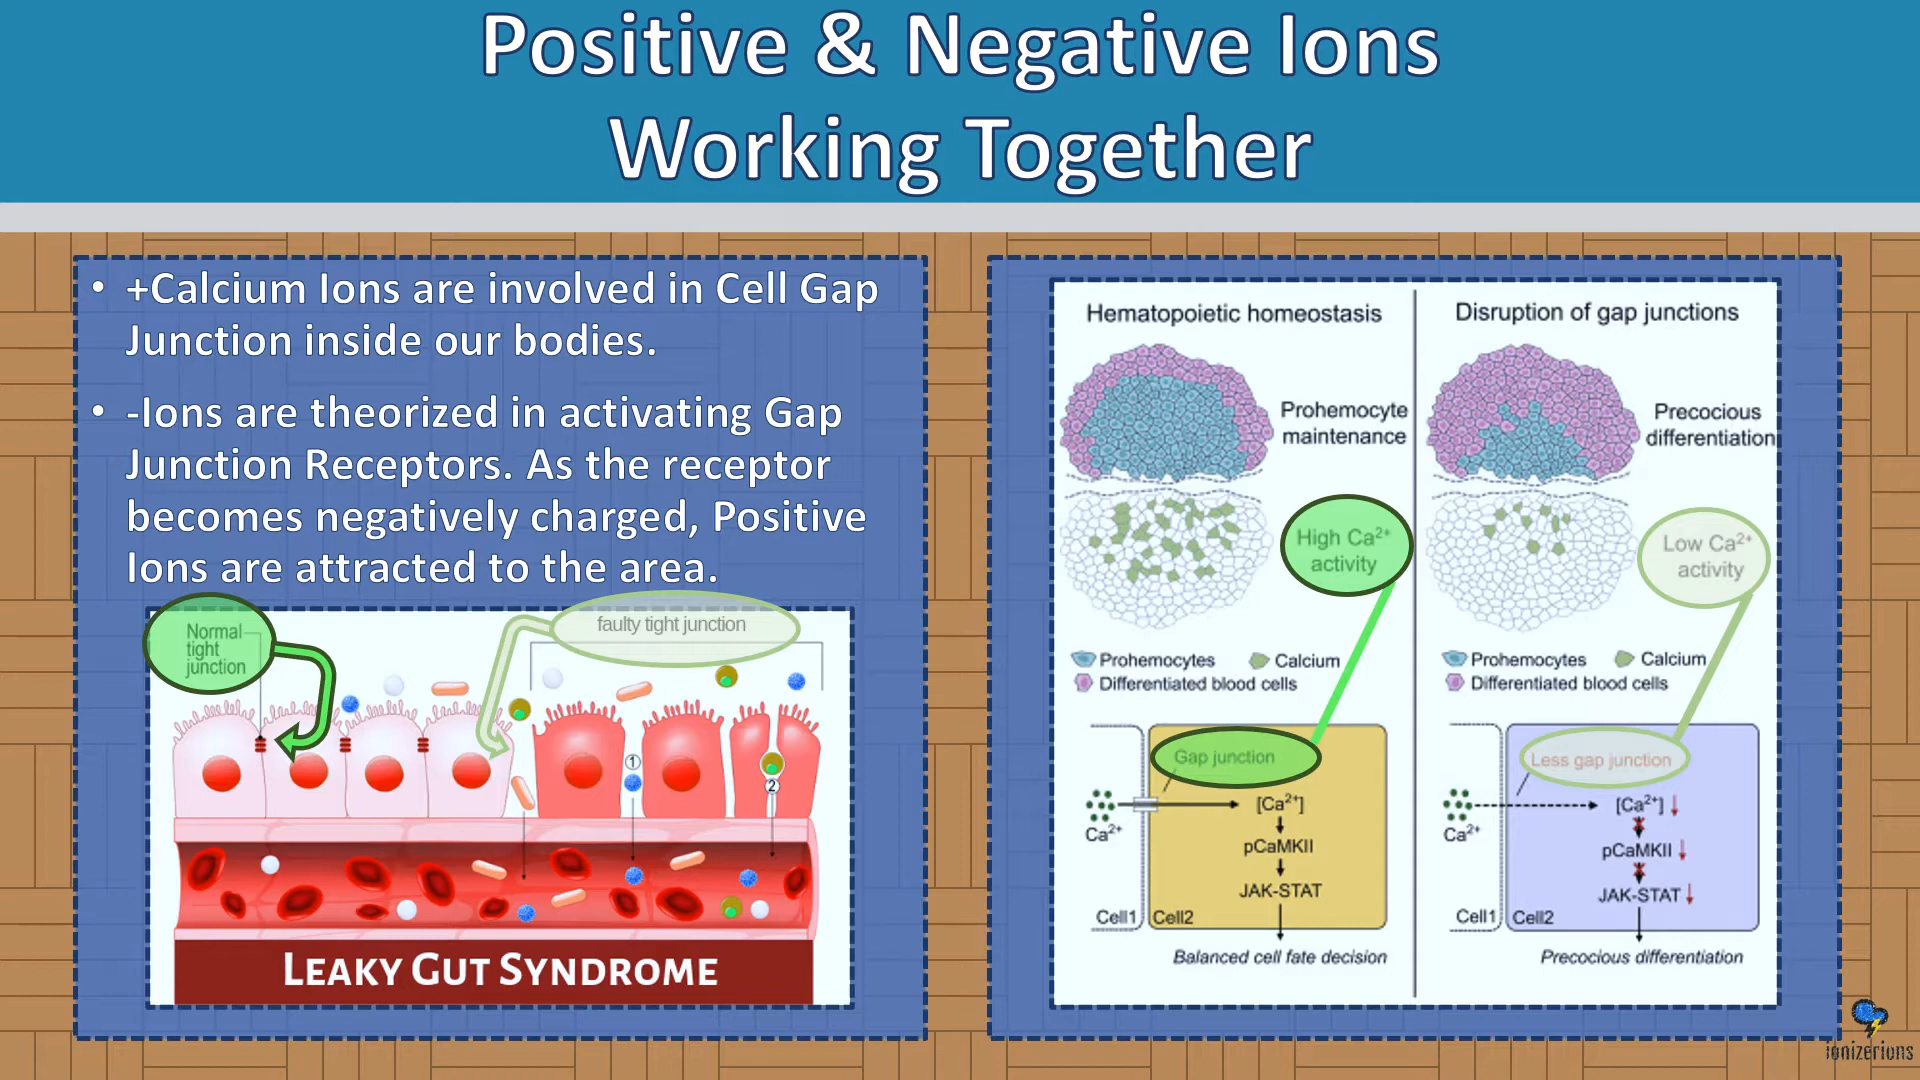 Positive & Negative Ions
Working Together
• +Calcium Ions are involved in Cell Gap
Junction inside our bodies.
• -Ions are theorized in activating Gap
Junction Receptors. As the receptor
becomes negatively charged, Positive
Ions are attracted to the area.
Normal
tight
junction
faulty tight junction
1
2
LEAKY GUT SYNDROME
Hematopoietic homeostasis
Prohemocyte
maintenance
High Ca²⁺
activity
Prohemocytes
Calcium
Differentiated blood cells
Gap junction
Ca²⁺
[Ca²⁺]
pCaMKII
JAK-STAT
Cell1
Cell2
Balanced cell fate decision
Disruption of gap junctions
Precocious
differentiation
Low Ca²⁺
activity
Prohemocytes
Calcium
Differentiated blood cells
Less gap junction
Ca²⁺
[Ca²⁺] ↓
pCaMKII ↓
JAK-STAT ↓
Cell1
Cell2
Precocious differentiation
ionizerions